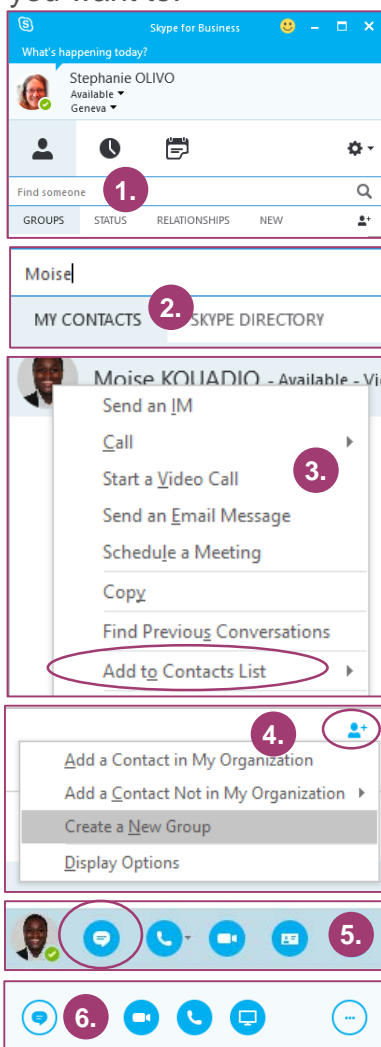 you want to.
Skype for Business
What's happening today?
Stephanie OLIVO
Available
Geneva
Find someone
1.
GROUPS STATUS RELATIONSHIPS NEW
Moise
2.
MY CONTACTS SKYPE DIRECTORY
Moise KOUADIO - Available - Vi
Send an IM
Call
3.
Start a Video Call
Send an Email Message
Schedule a Meeting
Copy
Find Previous Conversations
Add to Contacts List
4.
Add a Contact in My Organization
Add a Contact Not in My Organization
Create a New Group
Display Options
5.
6.